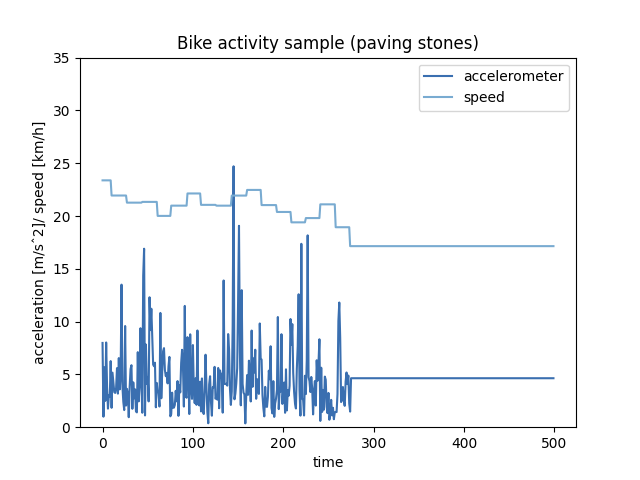 Bike activity sample (paving stones)
accelerometer
speed
acceleration [m/s^2]/ speed [km/h]
35
30
25
20
15
10
5
0
0 100 200 300 400 500
time